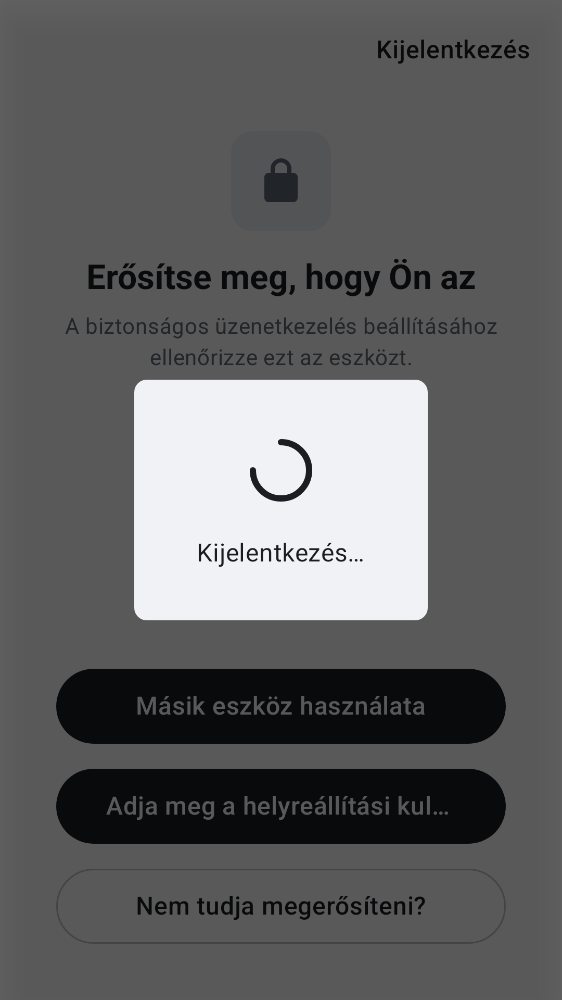 Kijelentkezés
Erősítse meg, hogy Ön az
A biztonságos üzenetkezelés beállításához
ellenőrizze ezt az eszközt.
Kijelentkezés…
Másik eszköz használata
Adja meg a helyreállítási kul…
Nem tudja megerősíteni?